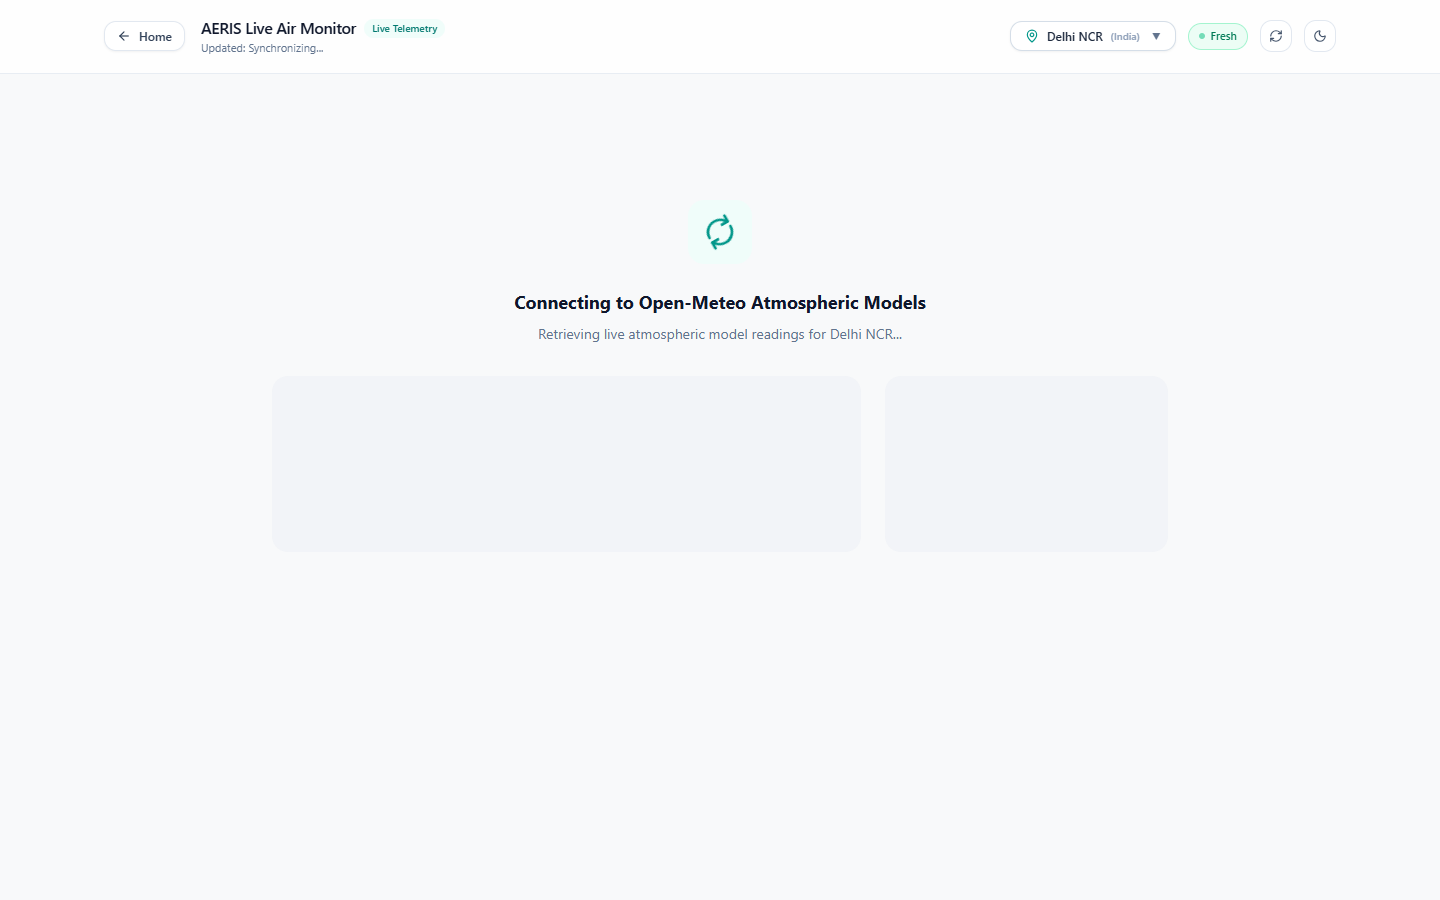 Home
AERIS Live Air Monitor Live Telemetry
Updated: Synchronizing...
Delhi NCR (India) ▼
Fresh
Connecting to Open-Meteo Atmospheric Models
Retrieving live atmospheric model readings for Delhi NCR...